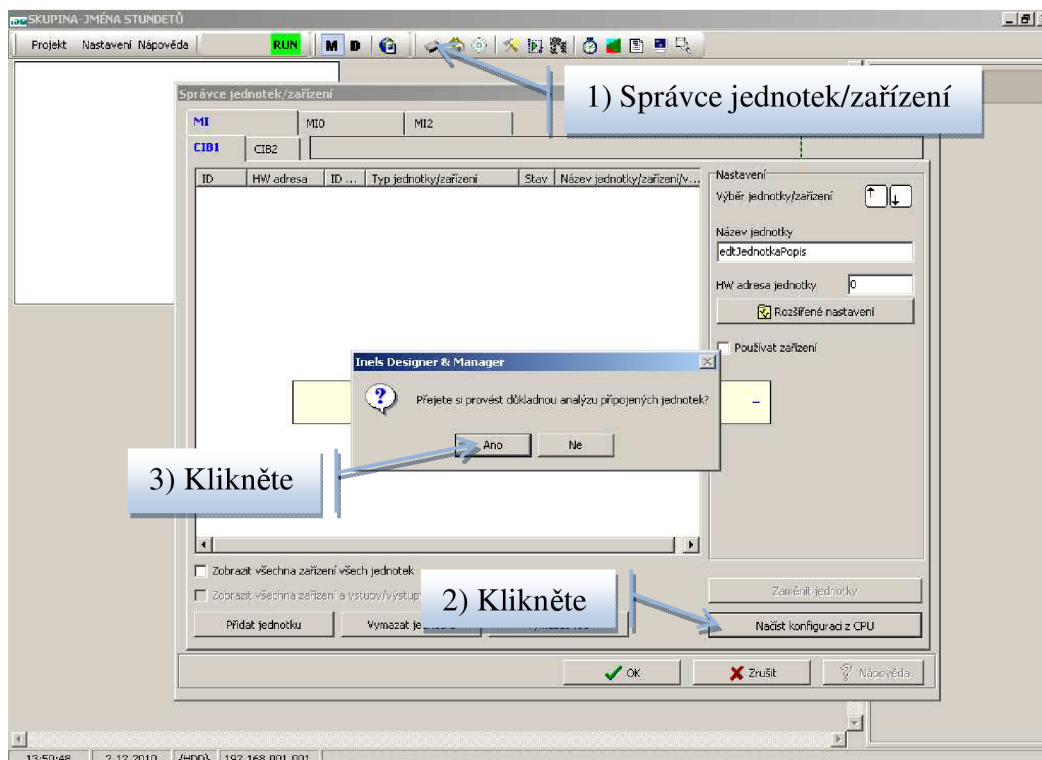 SKUPINA-JMÉNA STUNDETŮ
Projekt Nastavení Nápověda RUN M D
1) Správce jednotek/zařízení
Správce jednotek/zařízení
MI MI0 MI2
CIB1 CIB2
ID HW adresa ID ... Typ jednotky/zařízení Stav Název jednotky/zařízení/v...
Nastavení
Výběr jednotky/zařízení
Název jednotky
edtJednotkaPopis
HW adresa jednotky 0
Rozšířené nastavení
Používat zařízení
Inels Designer & Manager
Přejete si provést důkladnou analýzu připojených jednotek?
Ano Ne
3) Klikněte
Zobrazit všechna zařízení všech jednotek
Zobrazit všechna zařízení a vstupy/výstupy
2) Klikněte
Zaměnit jednotky
Přidat jednotku Vymazat Načíst konfiguraci z CPU
OK Zrušit Nápověda
13:50:48 2.12.2010 {HDD} 192.168.001.001